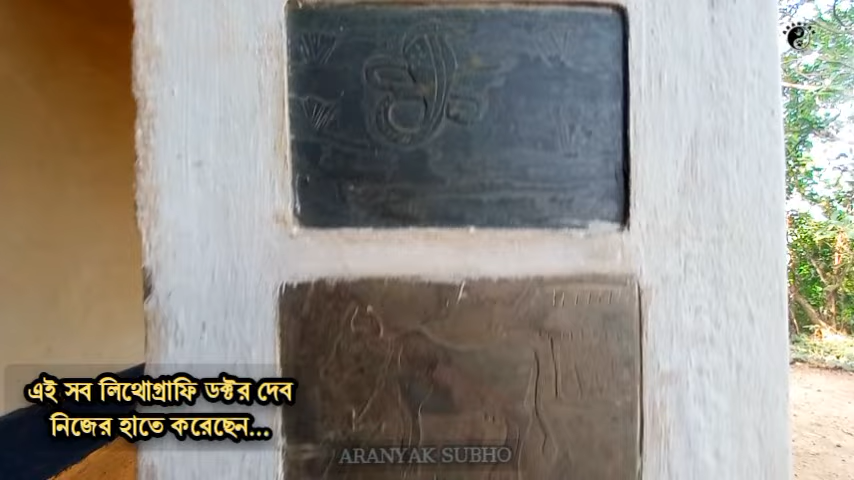 এই সব লিথোগ্রাফি ডক্টর দেব
নিজের হাতে করেছেন...
ARANYAK SUBHO